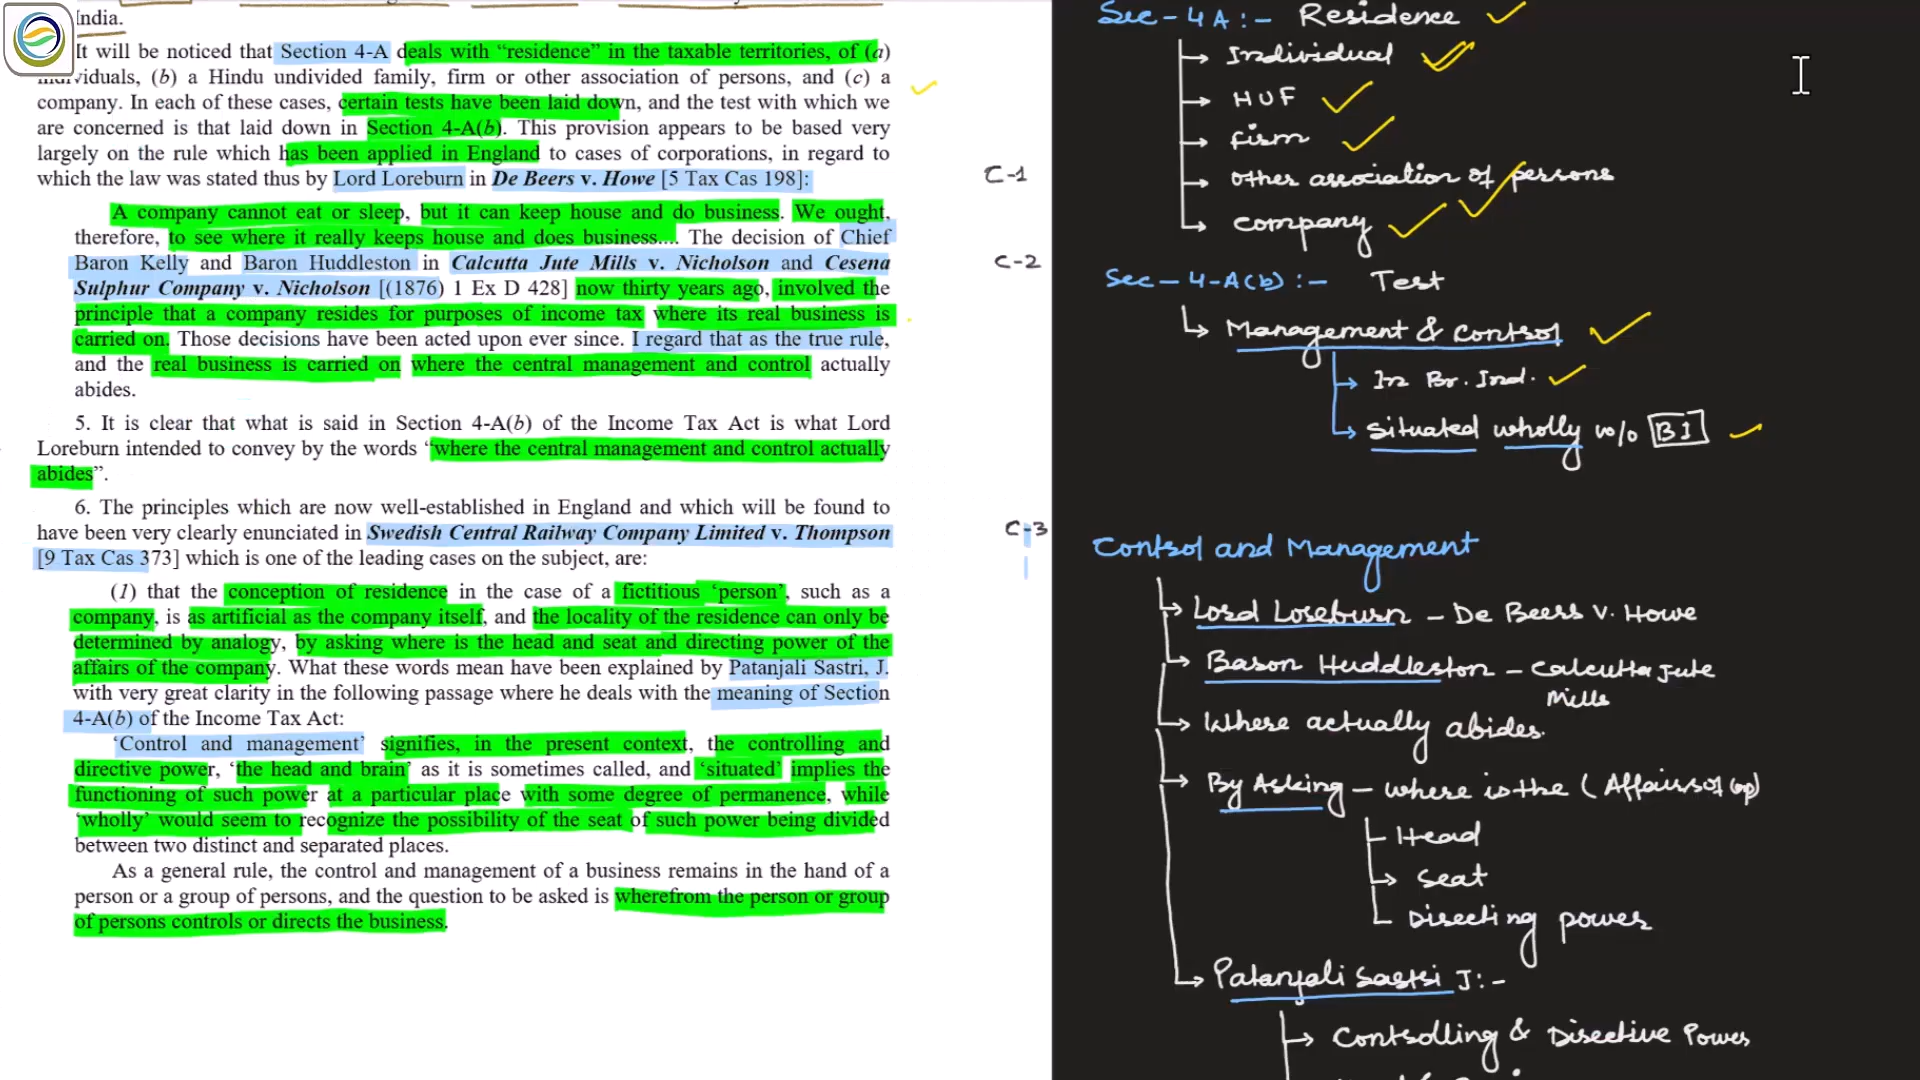 India.
It will be noticed that Section 4-A deals with “residence” in the taxable territories, of (a)
individuals, (b) a Hindu undivided family, firm or other association of persons, and (c) a
company. In each of these cases, certain tests have been laid down, and the test with which we
are concerned is that laid down in Section 4-A(b). This provision appears to be based very
largely on the rule which has been applied in England to cases of corporations, in regard to
which the law was stated thus by Lord Loreburn in De Beers v. Howe [5 Tax Cas 198]:
A company cannot eat or sleep, but it can keep house and do business. We ought,
therefore, to see where it really keeps house and does business.... The decision of Chief
Baron Kelly and Baron Huddleston in Calcutta Jute Mills v. Nicholson and Cesena
Sulphur Company v. Nicholson [(1876) 1 Ex D 428] now thirty years ago, involved the
principle that a company resides for purposes of income tax where its real business is
carried on. Those decisions have been acted upon ever since. I regard that as the true rule,
and the real business is carried on where the central management and control actually
abides.
5. It is clear that what is said in Section 4-A(b) of the Income Tax Act is what Lord
Loreburn intended to convey by the words “where the central management and control actually
abides”.
6. The principles which are now well-established in England and which will be found to
have been very clearly enunciated in Swedish Central Railway Company Limited v. Thompson
[9 Tax Cas 373] which is one of the leading cases on the subject, are:
(1) that the conception of residence in the case of a fictitious ‘person’, such as a
company, is as artificial as the company itself, and the locality of the residence can only be
determined by analogy, by asking where is the head and seat and directing power of the
affairs of the company. What these words mean have been explained by Patanjali Sastri, J.
with very great clarity in the following passage where he deals with the meaning of Section
4-A(b) of the Income Tax Act:
‘Control and management’ signifies, in the present context, the controlling and
directive power, ‘the head and brain’ as it is sometimes called, and ‘situated’ implies the
functioning of such power at a particular place with some degree of permanence, while
‘wholly’ would seem to recognize the possibility of the seat of such power being divided
between two distinct and separated places.
As a general rule, the control and management of a business remains in the hand of a
person or a group of persons, and the question to be asked is wherefrom the person or group
of persons controls or directs the business.
C-1
C-2
C-3
Sec-4A:- Residence
Individual
HUF
firm
other association of persons
company
Sec-4-A(b):- Test
Management & Control
In Br. Ind.
situated wholly w/o BI
Control and Management
Lord Loreburn - De Beers V. Howe
Baron Huddleston - Calcutta Jute
Mills
Where actually abides.
By Asking - where is the (Affairs of
Head
Seat
Directing power
Patanjali Sastri J:-
Controlling & Directive Power